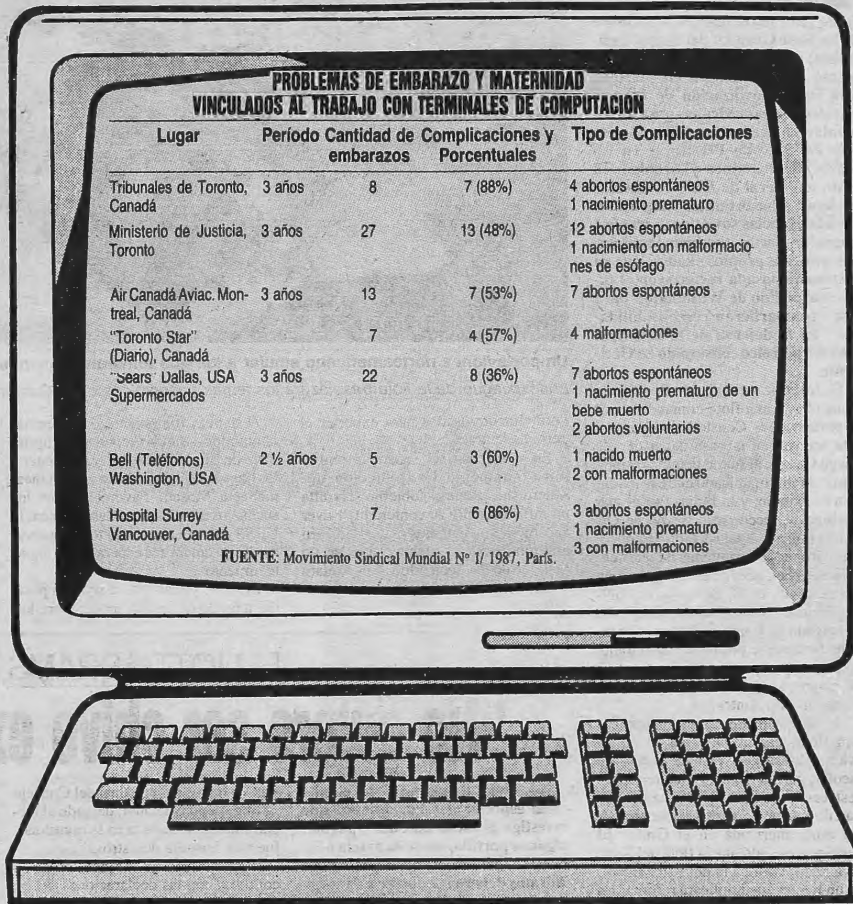 PROBLEMAS DE EMBARAZO Y MATERNIDAD
VINCULADOS AL TRABAJO CON TERMINALES DE COMPUTACION
Lugar Período Cantidad de embarazos Complicaciones y Porcentuales Tipo de Complicaciones
Tribunales de Toronto, 3 años 8 7 (88%) 4 abortos espontáneos
Canadá 1 nacimiento prematuro
Ministerio de Justicia, 3 años 27 13 (48%) 12 abortos espontáneos
Toronto 1 nacimiento con malformacio-
nes de esófago
Air Canadá Aviac. Mon- 3 años 13 7 (53%) 7 abortos espontáneos
treal, Canadá
"Toronto Star" 7 4 (57%) 4 malformaciones
(Diario), Canadá
"Sears" Dallas, USA 3 años 22 8 (36%) 7 abortos espontáneos
Supermercados 1 nacimiento prematuro de un
bebe muerto
2 abortos voluntarios
Bell (Teléfonos) 2 ½ años 5 3 (60%) 1 nacido muerto
Washington, USA 2 con malformaciones
Hospital Surrey 7 6 (86%) 3 abortos espontáneos
Vancouver, Canadá 1 nacimiento prematuro
3 con malformaciones
FUENTE: Movimiento Sindical Mundial Nº 1/ 1987, París.